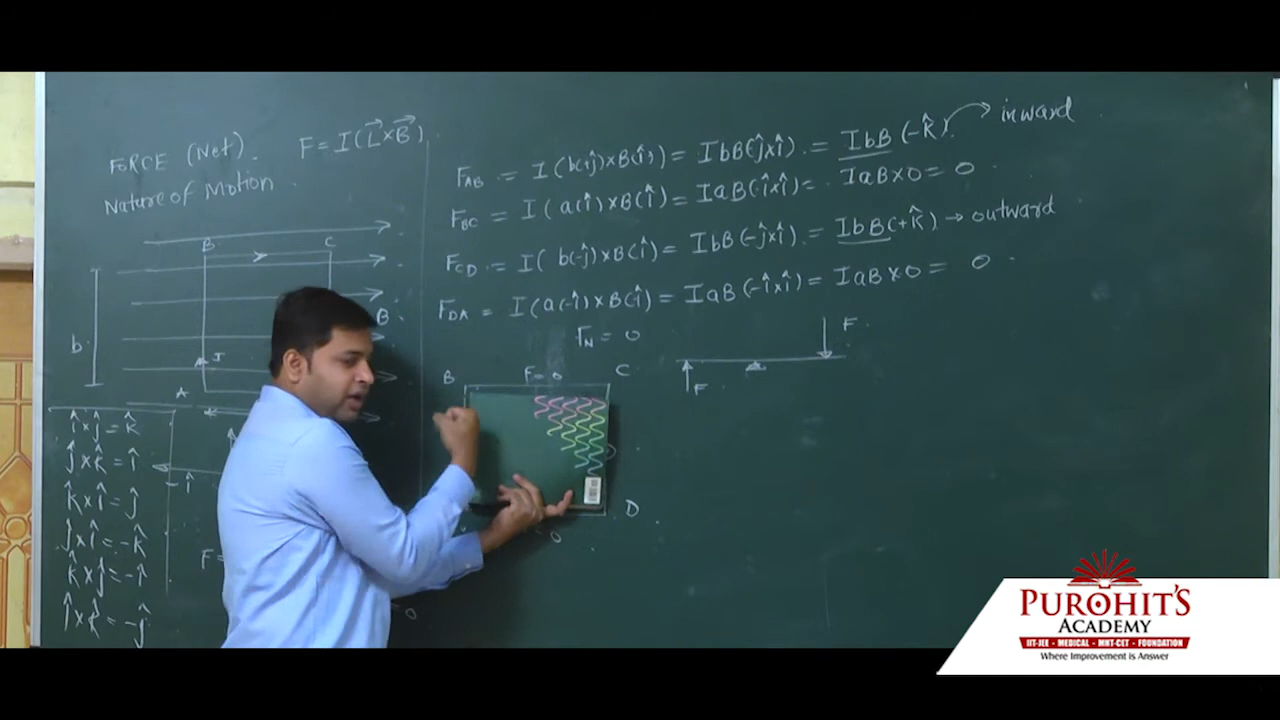 FORCE (Net). F = I(L⃗×B⃗)
Nature of Motion
B C
b
B
I
A
î×ĵ=k̂
ĵ×k̂=î
k̂×î=ĵ
ĵ×î=-k̂
k̂×ĵ=-î
î×k̂=-ĵ
-î
F=
F_AB = I(b(ĵ)×B(î)) = IbB(ĵ×î) = IbB(-k̂) → inward
F_BC = I(a(î)×B(î)) = IaB(î×î) = IaB×0 = 0
F_CD = I(b(-ĵ)×B(î) = IbB(-ĵ×î) = IbB(+k̂) → outward
F_DA = I(a(-î)×B(î) = IaB(-î×î) = IaB×0 = 0
F_N = 0
B F=0 C
D
0
F
F
PUROHIT'S
ACADEMY
IIT-JEE - MEDICAL - MHT-CET - FOUNDATION
Where Improvement is Answer